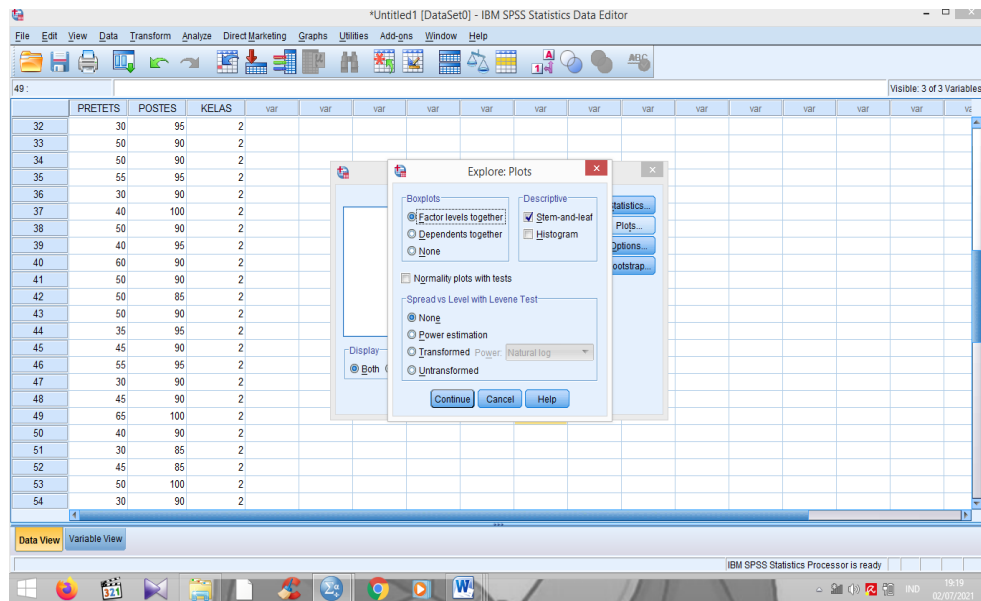 *Untitled1 [DataSet0] - IBM SPSS Statistics Data Editor
File Edit View Data Transform Analyze Direct Marketing Graphs Utilities Add-ons Window Help
49 :
Visible: 3 of 3 Variables
PRETETS POSTES KELAS var var var var var var var var var var var var var va
32 30 95 2
33 50 90 2
34 50 90 2
35 55 95 2
36 30 90 2
37 40 100 2
38 50 90 2
39 40 95 2
40 60 90 2
41 50 90 2
42 50 85 2
43 50 90 2
44 35 95 2
45 45 90 2
46 55 95 2
47 30 90 2
48 45 90 2
49 65 100 2
50 40 90 2
51 30 85 2
52 45 85 2
53 50 100 2
54 30 90 2
Explore: Plots
Boxplots
Factor levels together
Dependents together
None
Descriptive
Stem-and-leaf
Histogram
Normality plots with tests
Spread vs Level with Levene Test
None
Power estimation
Transformed Power: Natural log
Untransformed
Continue Cancel Help
tatistics...
Plots...
Options...
ootstrap...
Display
Both
Data View Variable View
IBM SPSS Statistics Processor is ready
IND
19:19
02/07/2021